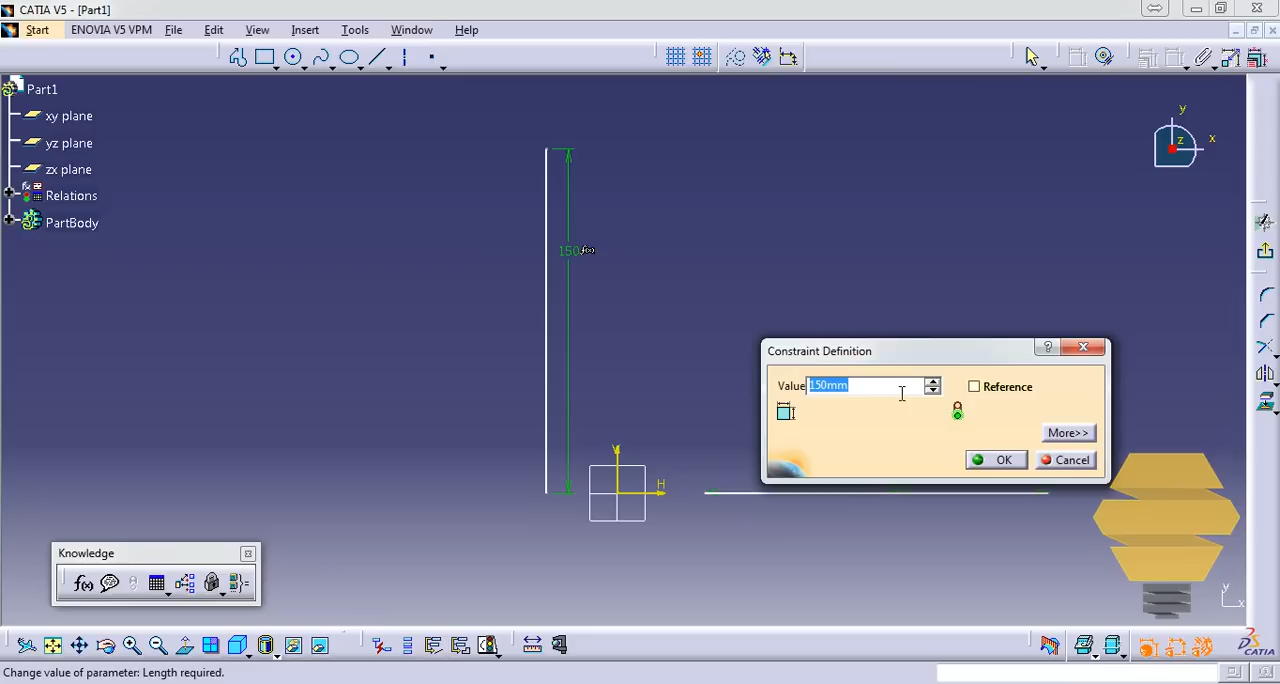 CATIA V5 - [Part1]
Start ENOVIA V5 VPM File Edit View Insert Tools Window Help
Part1
xy plane
yz plane
zx plane
Relations
PartBody
y
x
z
150 f(x)
V
H
Constraint Definition
?
Value 150mm
Reference
More>>
OK Cancel
Knowledge
f(x)
y
x
CATIA
Change value of parameter: Length required.